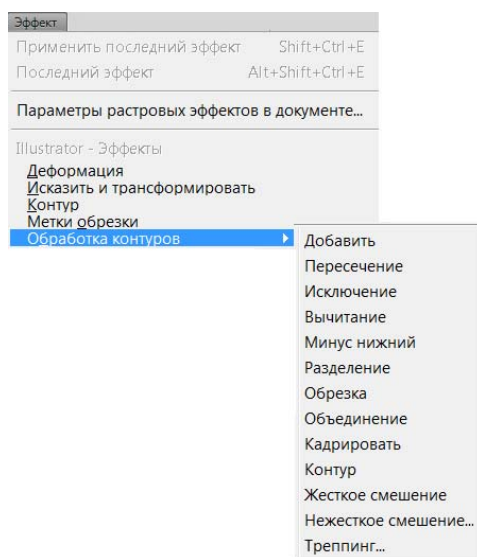 Эффект
Применить последний эффект Shift+Ctrl+E
Последний эффект Alt+Shift+Ctrl+E
Параметры растровых эффектов в документе...
Illustrator - Эффекты
Деформация
Исказить и трансформировать
Контур
Метки обрезки
Обработка контуров
Добавить
Пересечение
Исключение
Вычитание
Минус нижний
Разделение
Обрезка
Объединение
Кадрировать
Контур
Жесткое смешение
Нежесткое смешение...
Треппинг...